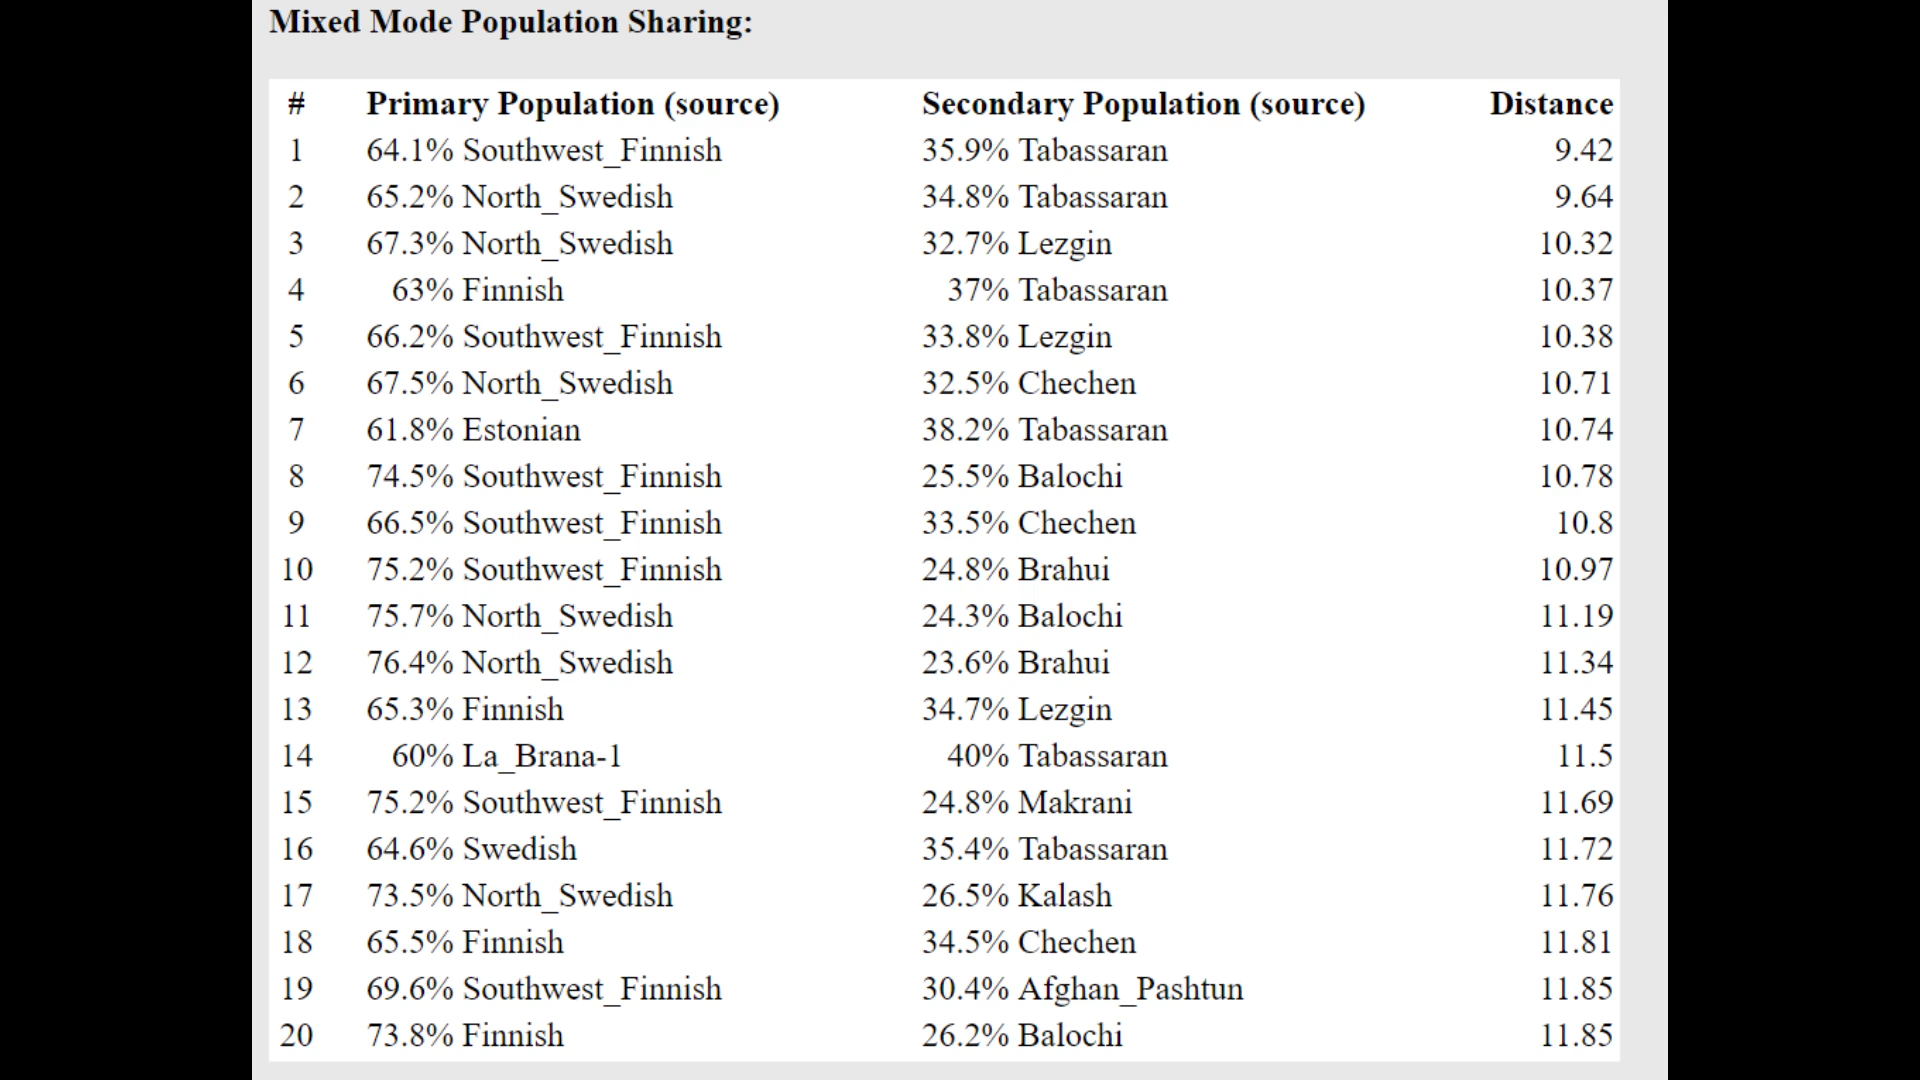 Mixed Mode Population Sharing:
# Primary Population (source) Secondary Population (source) Distance
1 64.1% Southwest_Finnish 35.9% Tabassaran 9.42
2 65.2% North_Swedish 34.8% Tabassaran 9.64
3 67.3% North_Swedish 32.7% Lezgin 10.32
4 63% Finnish 37% Tabassaran 10.37
5 66.2% Southwest_Finnish 33.8% Lezgin 10.38
6 67.5% North_Swedish 32.5% Chechen 10.71
7 61.8% Estonian 38.2% Tabassaran 10.74
8 74.5% Southwest_Finnish 25.5% Balochi 10.78
9 66.5% Southwest_Finnish 33.5% Chechen 10.8
10 75.2% Southwest_Finnish 24.8% Brahui 10.97
11 75.7% North_Swedish 24.3% Balochi 11.19
12 76.4% North_Swedish 23.6% Brahui 11.34
13 65.3% Finnish 34.7% Lezgin 11.45
14 60% La_Brana-1 40% Tabassaran 11.5
15 75.2% Southwest_Finnish 24.8% Makrani 11.69
16 64.6% Swedish 35.4% Tabassaran 11.72
17 73.5% North_Swedish 26.5% Kalash 11.76
18 65.5% Finnish 34.5% Chechen 11.81
19 69.6% Southwest_Finnish 30.4% Afghan_Pashtun 11.85
20 73.8% Finnish 26.2% Balochi 11.85